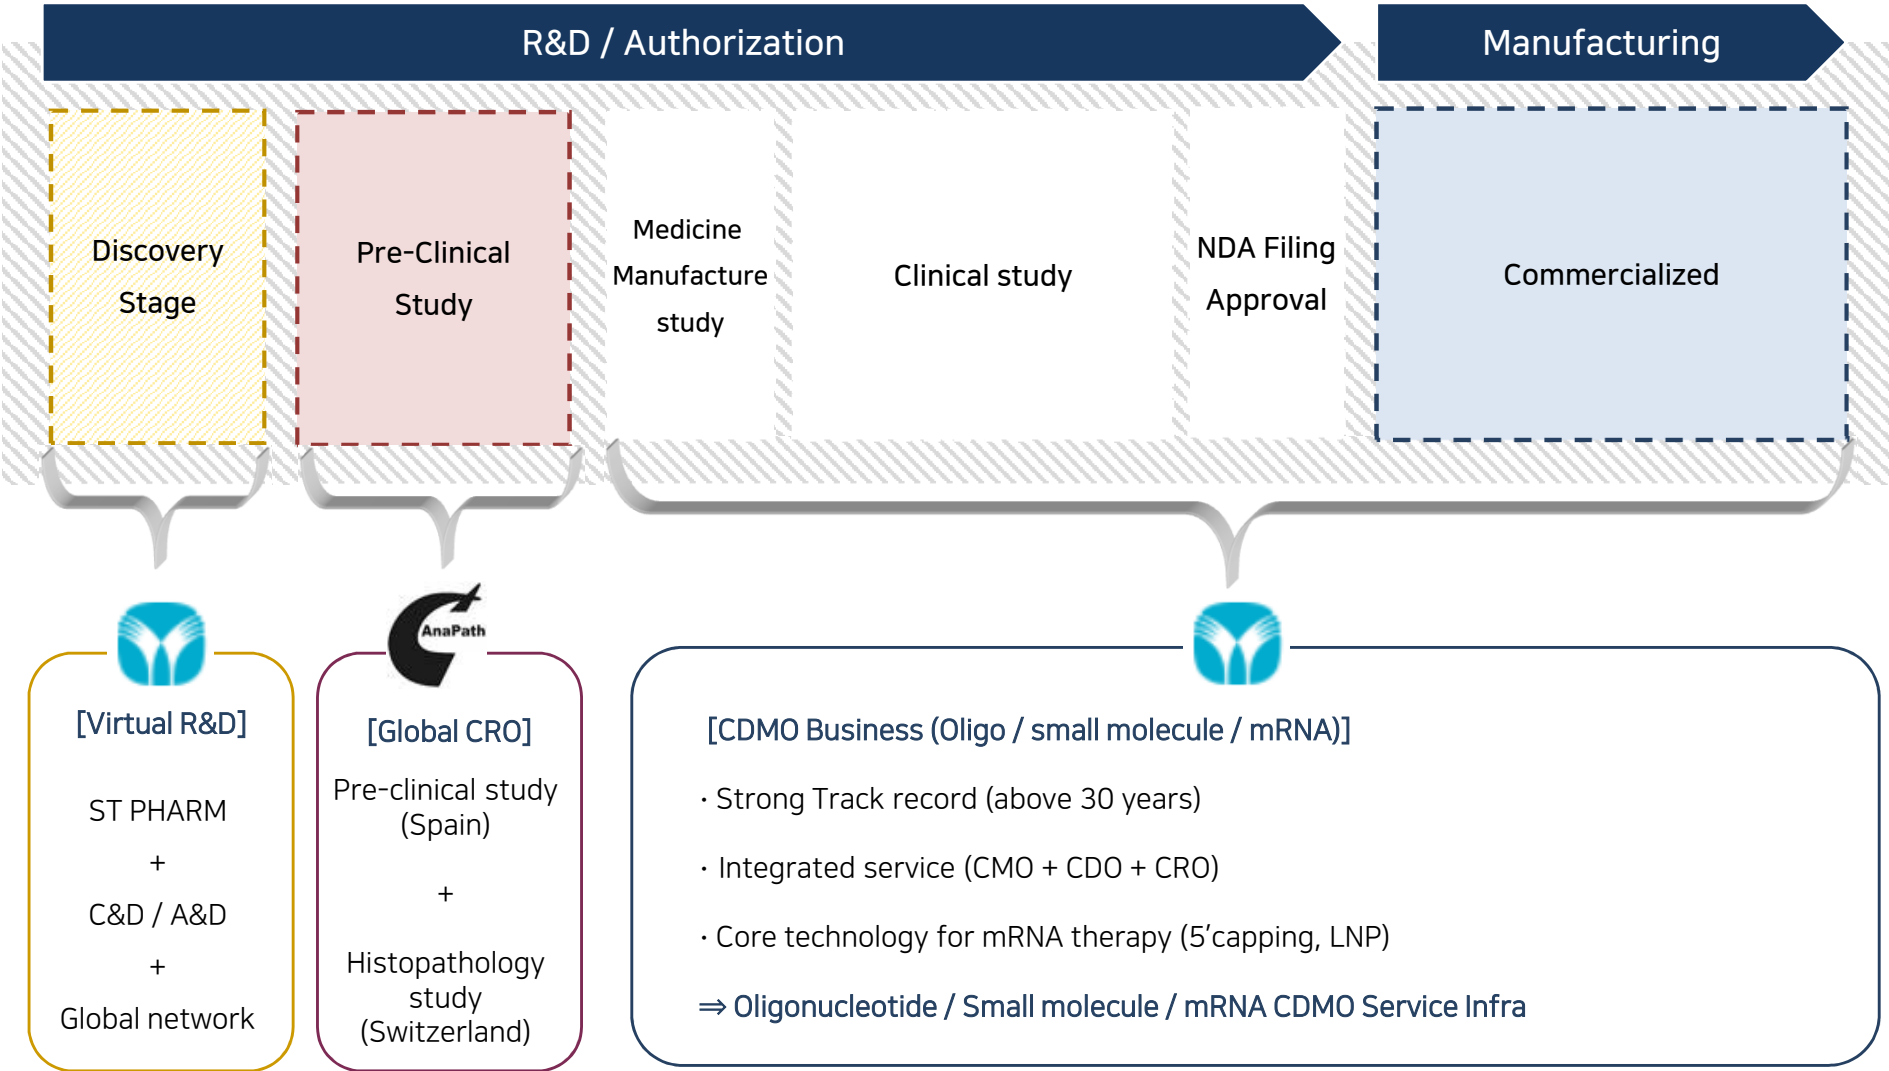 R&D / Authorization
Manufacturing
Discovery
Stage
Pre-Clinical
Study
Medicine
Manufacture
study
Clinical study
NDA Filing
Approval
Commercialized
AnaPath
[Virtual R&D]
ST PHARM
+
C&D / A&D
+
Global network
[Global CRO]
Pre-clinical study
(Spain)
+
Histopathology
study
(Switzerland)
[CDMO Business (Oligo / small molecule / mRNA)]
· Strong Track record (above 30 years)
· Integrated service (CMO + CDO + CRO)
· Core technology for mRNA therapy (5’capping, LNP)
⇒ Oligonucleotide / Small molecule / mRNA CDMO Service Infra